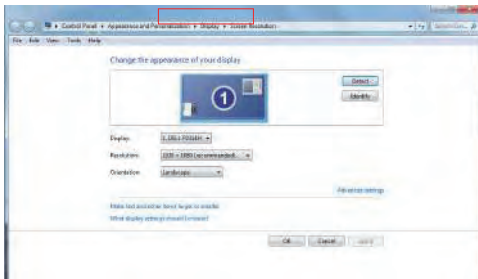 Control Panel ▸ Appearance and Personalization ▸ Display ▸ Screen Resolution
File Edit View Tools Help
Change the appearance of your display
1
Detect
Identify
Display:
Resolution: (recommended)
Orientation: Landscape
Advanced settings
Make text and other items larger or smaller
What display settings should I choose?
OK Cancel Apply